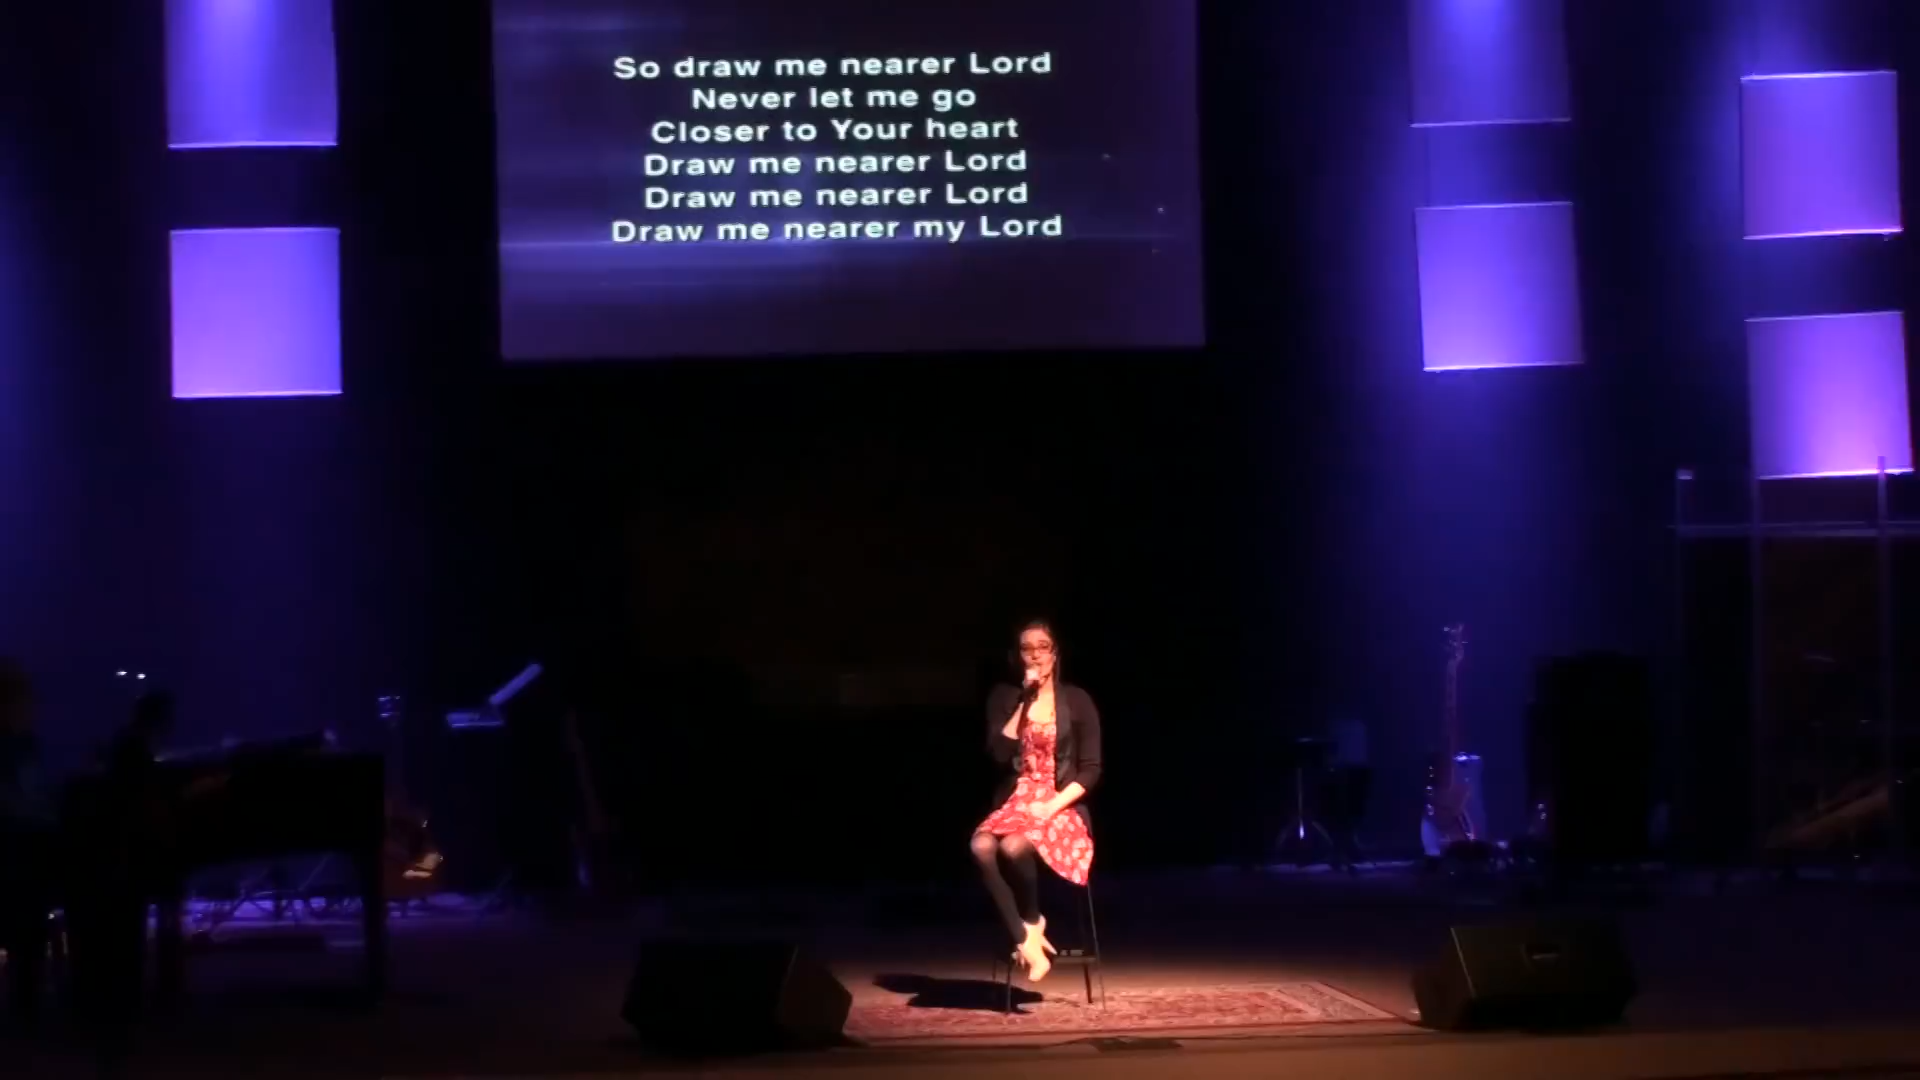 So draw me nearer Lord
Never let me go
Closer to Your heart
Draw me nearer Lord
Draw me nearer Lord
Draw me nearer my Lord